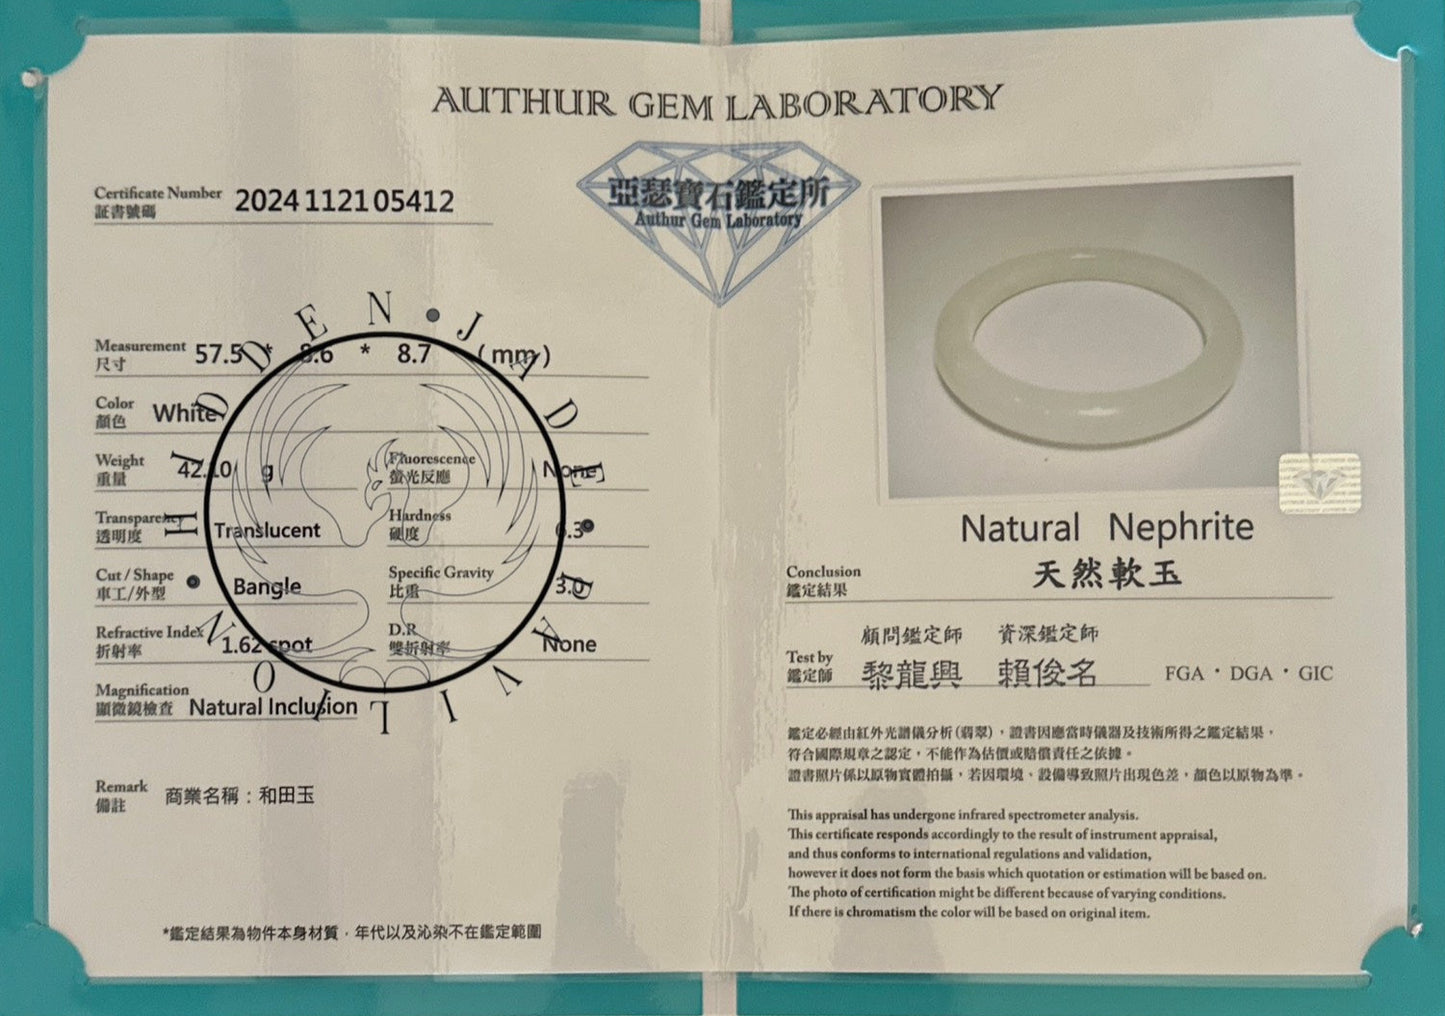 AUTHUR GEM LABORATORY
亞瑟寶石鑑定所
Authur Gem Laboratory
Certificate Number 2024112105412
証書號碼
Measurement 57.5 * 8.6 * 8.7 (mm)
尺寸
Color White
顏色
Weight 42.10 g
重量
Fluorescence None
螢光反應
Transparency Translucent
透明度
Hardness 6.3
硬度
Cut / Shape Bangle
車工/外型
Specific Gravity
比重
Refractive Index 1.62 spot
折射率
D.R. None
雙折射率
Magnification Natural Inclusion
顯微鏡檢查
Remark 商業名稱：和田玉
備註
*鑑定結果為物件本身材質，年代以及沁染不在鑑定範圍
HIDDEN JADE AVILION
Natural Nephrite
Conclusion 天然軟玉
鑑定結果
顧問鑑定師 資深鑑定師
Test by 黎龍興 賴俊名 FGA・DGA・GIC
鑑定師
鑑定必經由紅外光譜儀分析(翡翠)，證書因應當時儀器及技術所得之鑑定結果，
符合國際規章之認定，不能作為估價或賠償責任之依據。
證書照片係以原物實體拍攝，若因環境、設備導致照片出現色差，顏色以原物為準。
This appraisal has undergone infrared spectrometer analysis.
This certificate responds accordingly to the result of instrument appraisal,
and thus conforms to international regulations and validation,
however it does not form the basis which quotation or estimation will be based on.
The photo of certification might be different because of varying conditions.
If there is chromatism the color will be based on original item.